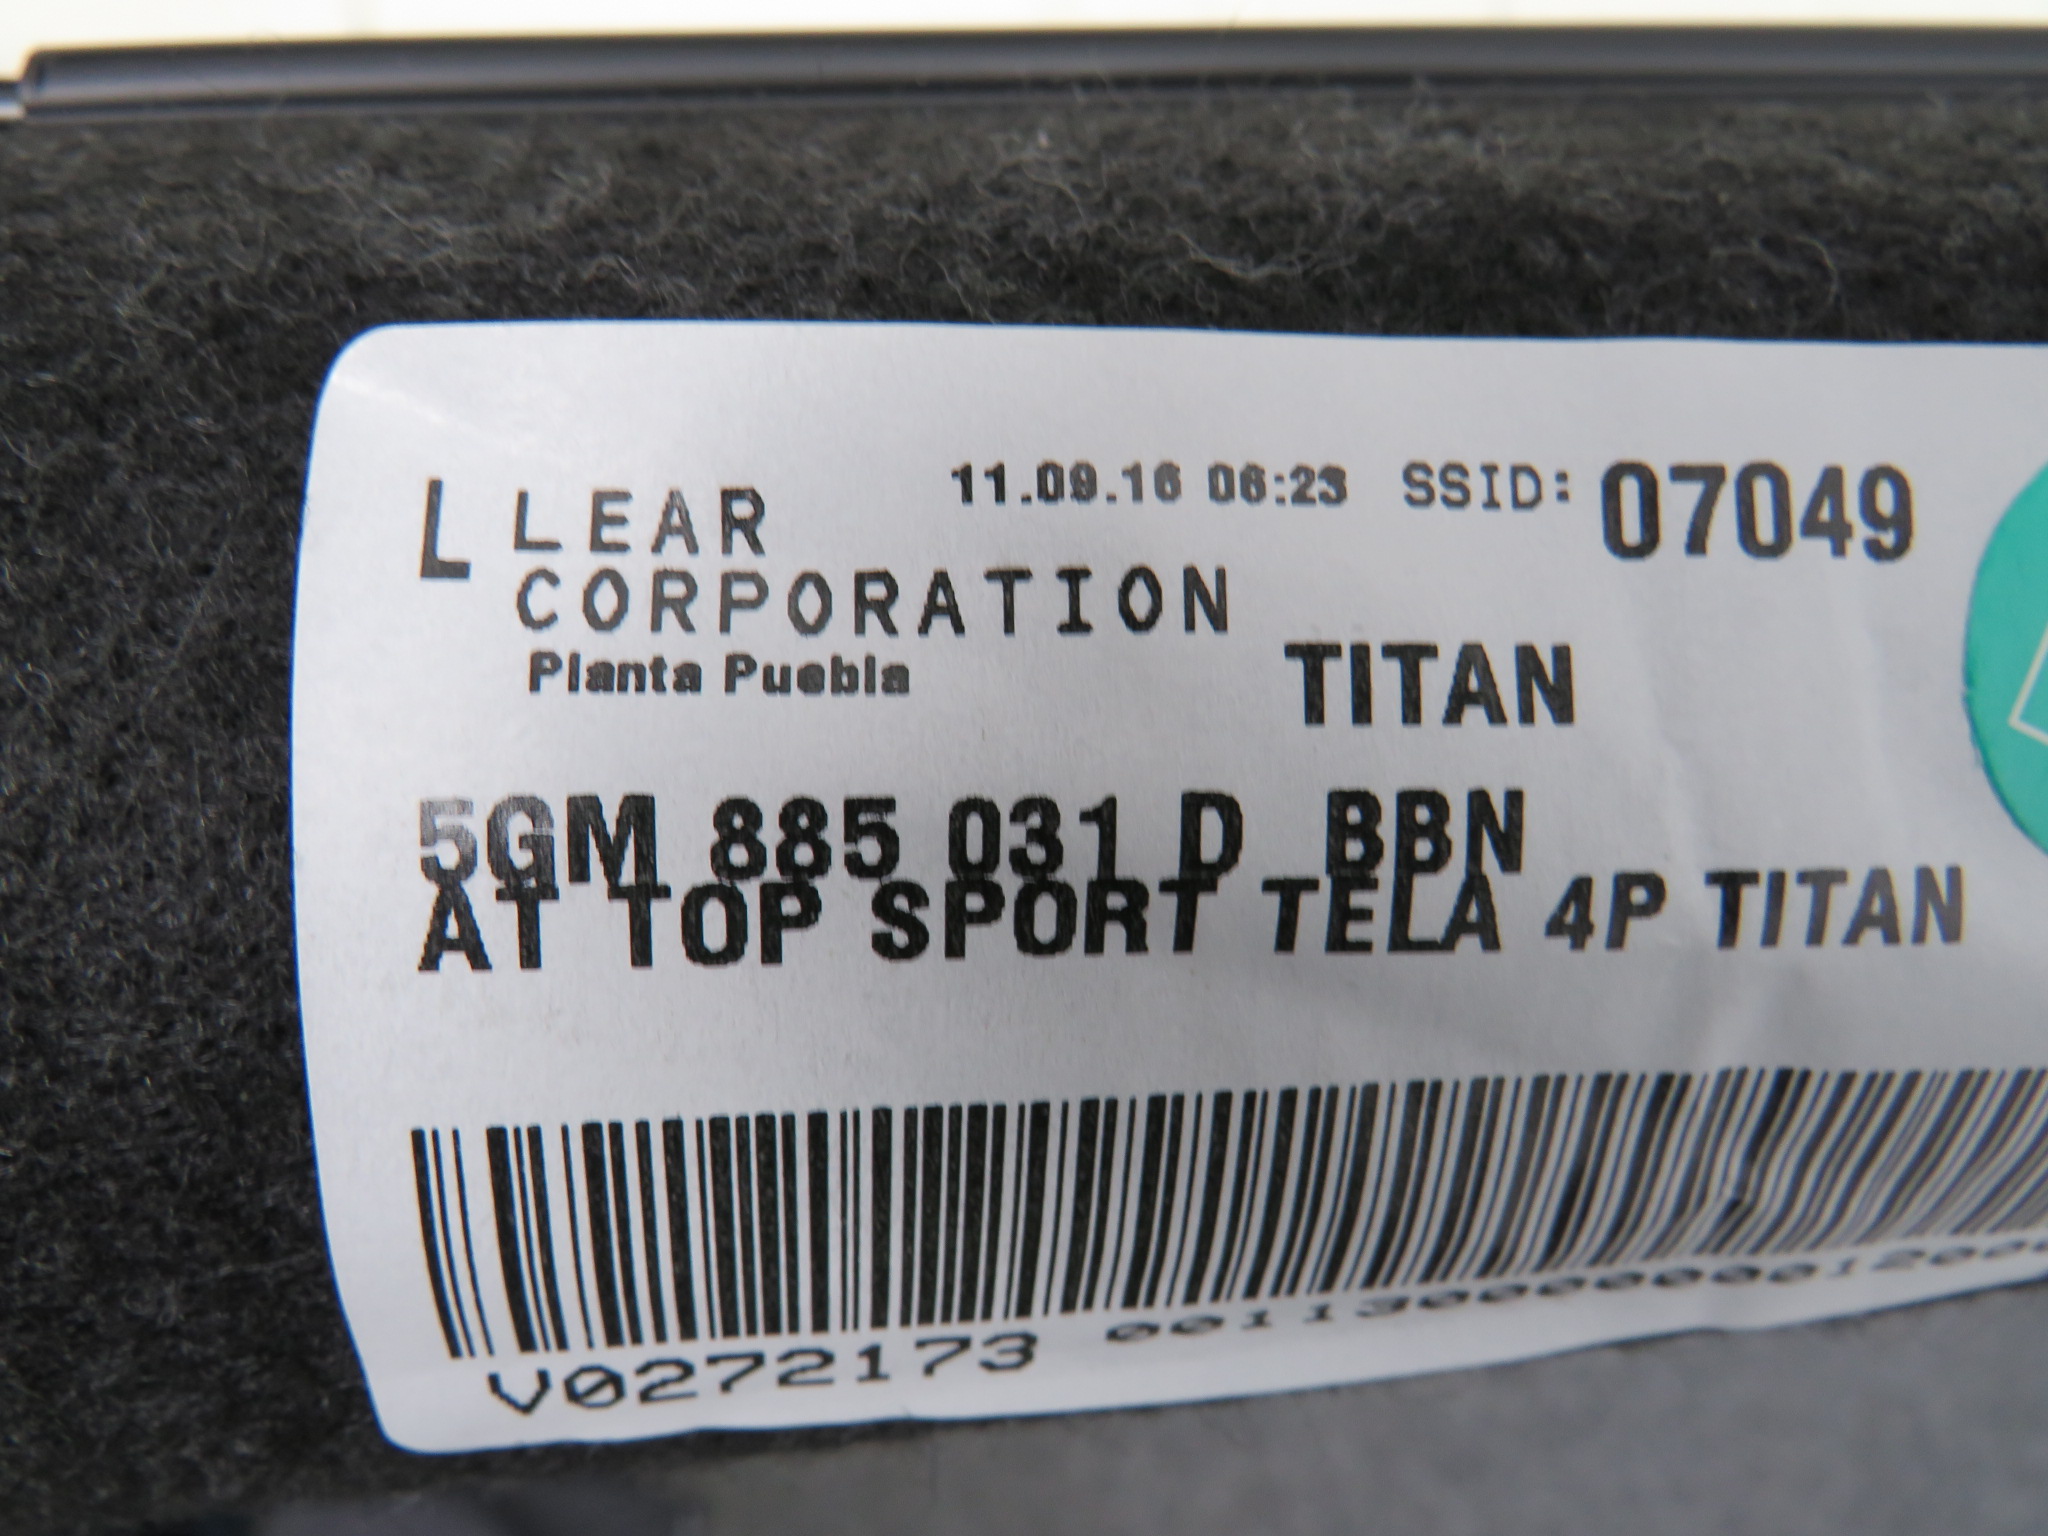 L LEAR 11.09.16 06:23 SSID: 07049
CORPORATION
Planta Puebla TITAN
5GM 885 031 D BBN
AT TOP SPORT TELA 4P TITAN
V0272173